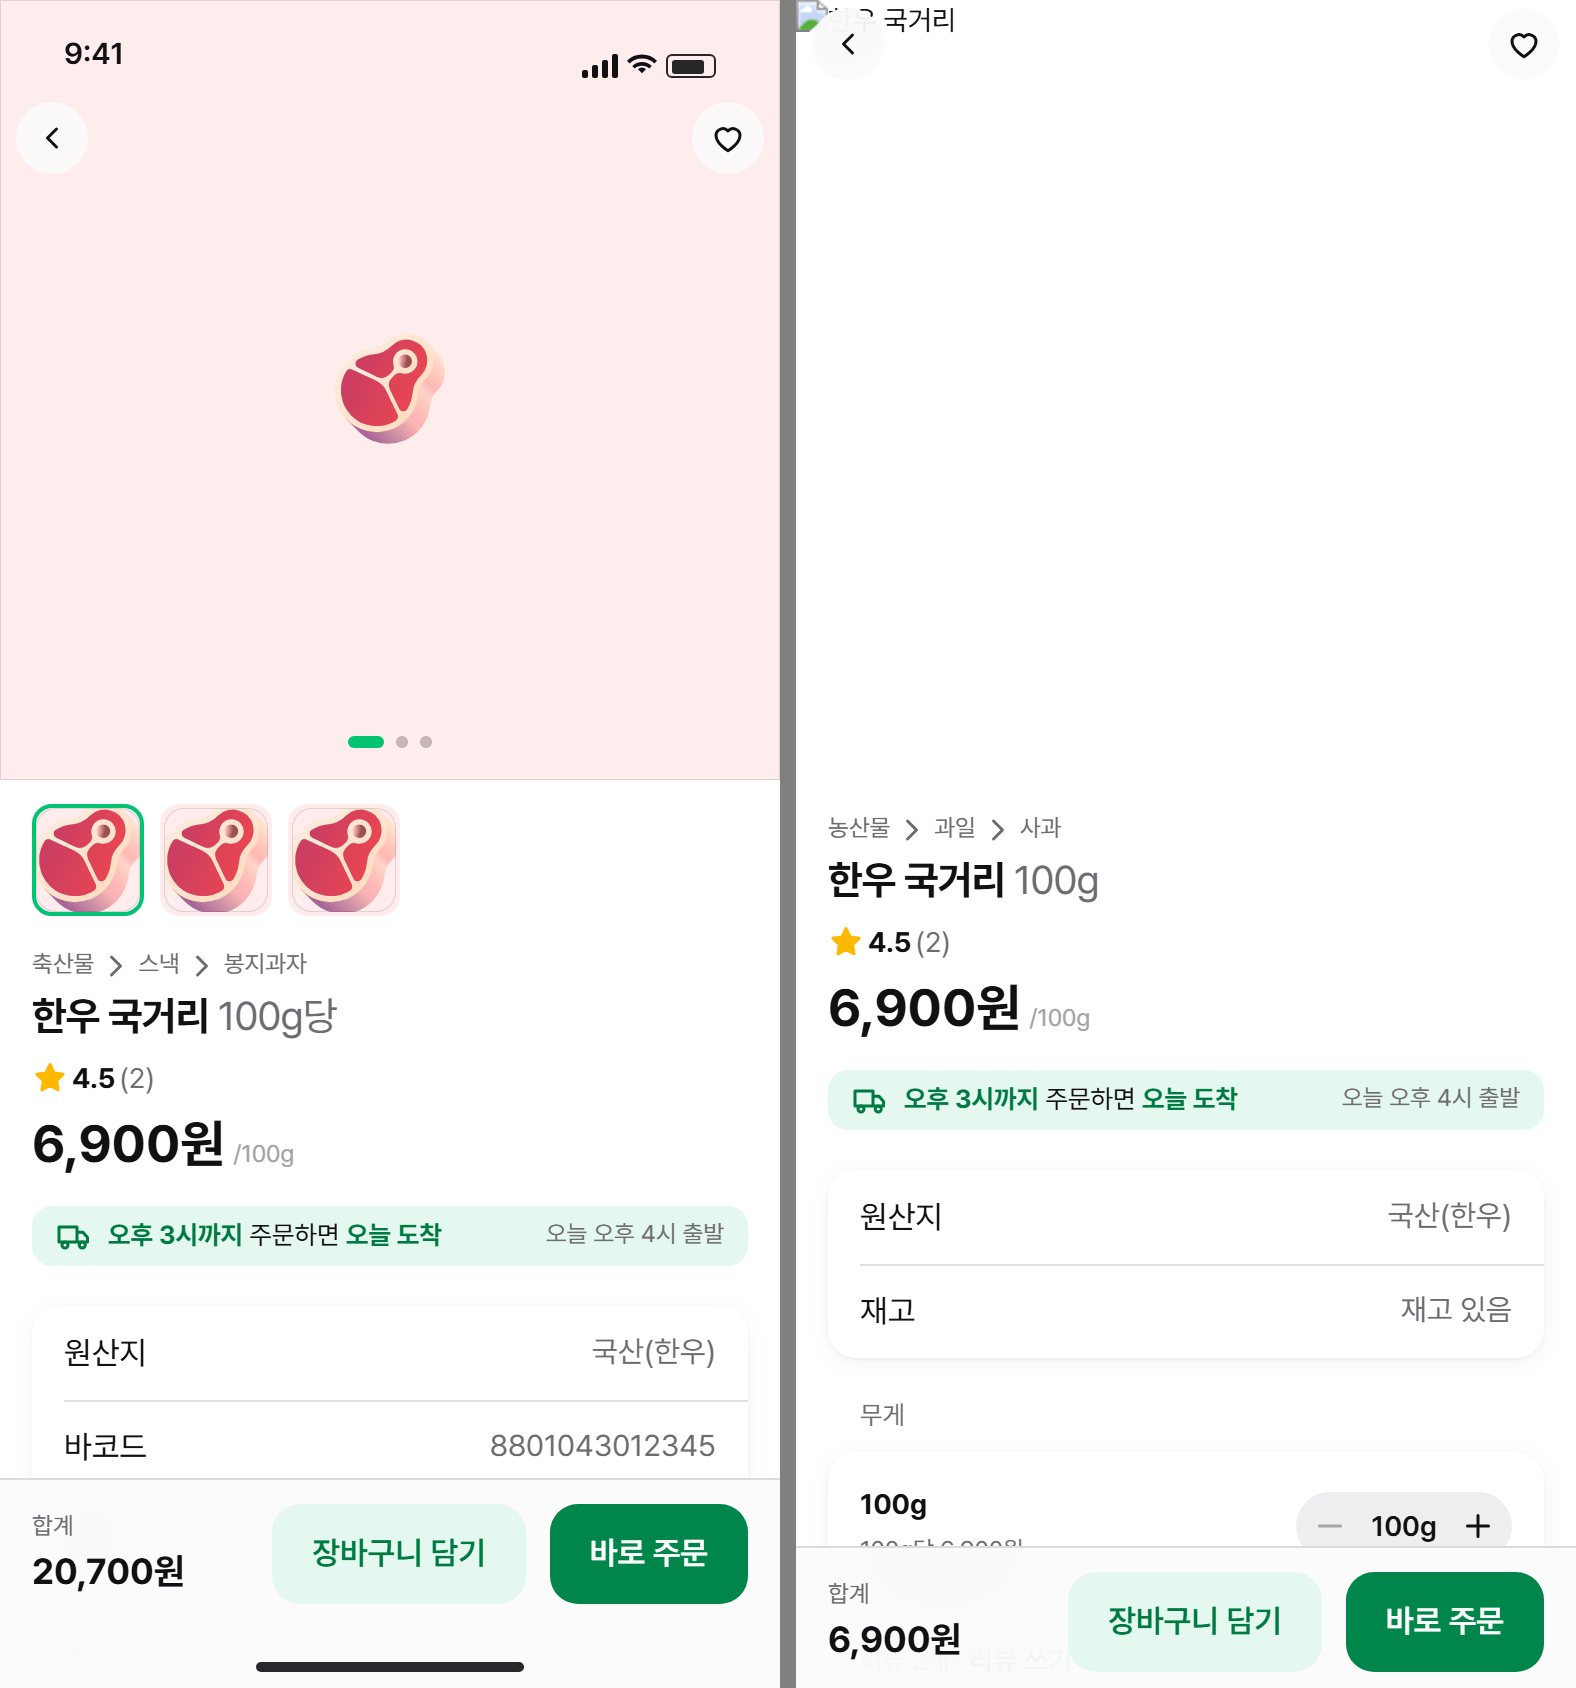 9:41
축산물 > 스낵 > 봉지과자
한우 국거리 100g당
4.5 (2)
6,900원 /100g
오후 3시까지 주문하면 오늘 도착 오늘 오후 4시 출발
원산지 국산(한우)
바코드 8801043012345
합계
20,700원
장바구니 담기
바로 주문
한우 국거리
농산물 > 과일 > 사과
한우 국거리 100g
4.5 (2)
6,900원 /100g
오후 3시까지 주문하면 오늘 도착 오늘 오후 4시 출발
원산지 국산(한우)
재고 재고 있음
무게
100g
− 100g +
합계
6,900원
장바구니 담기
바로 주문